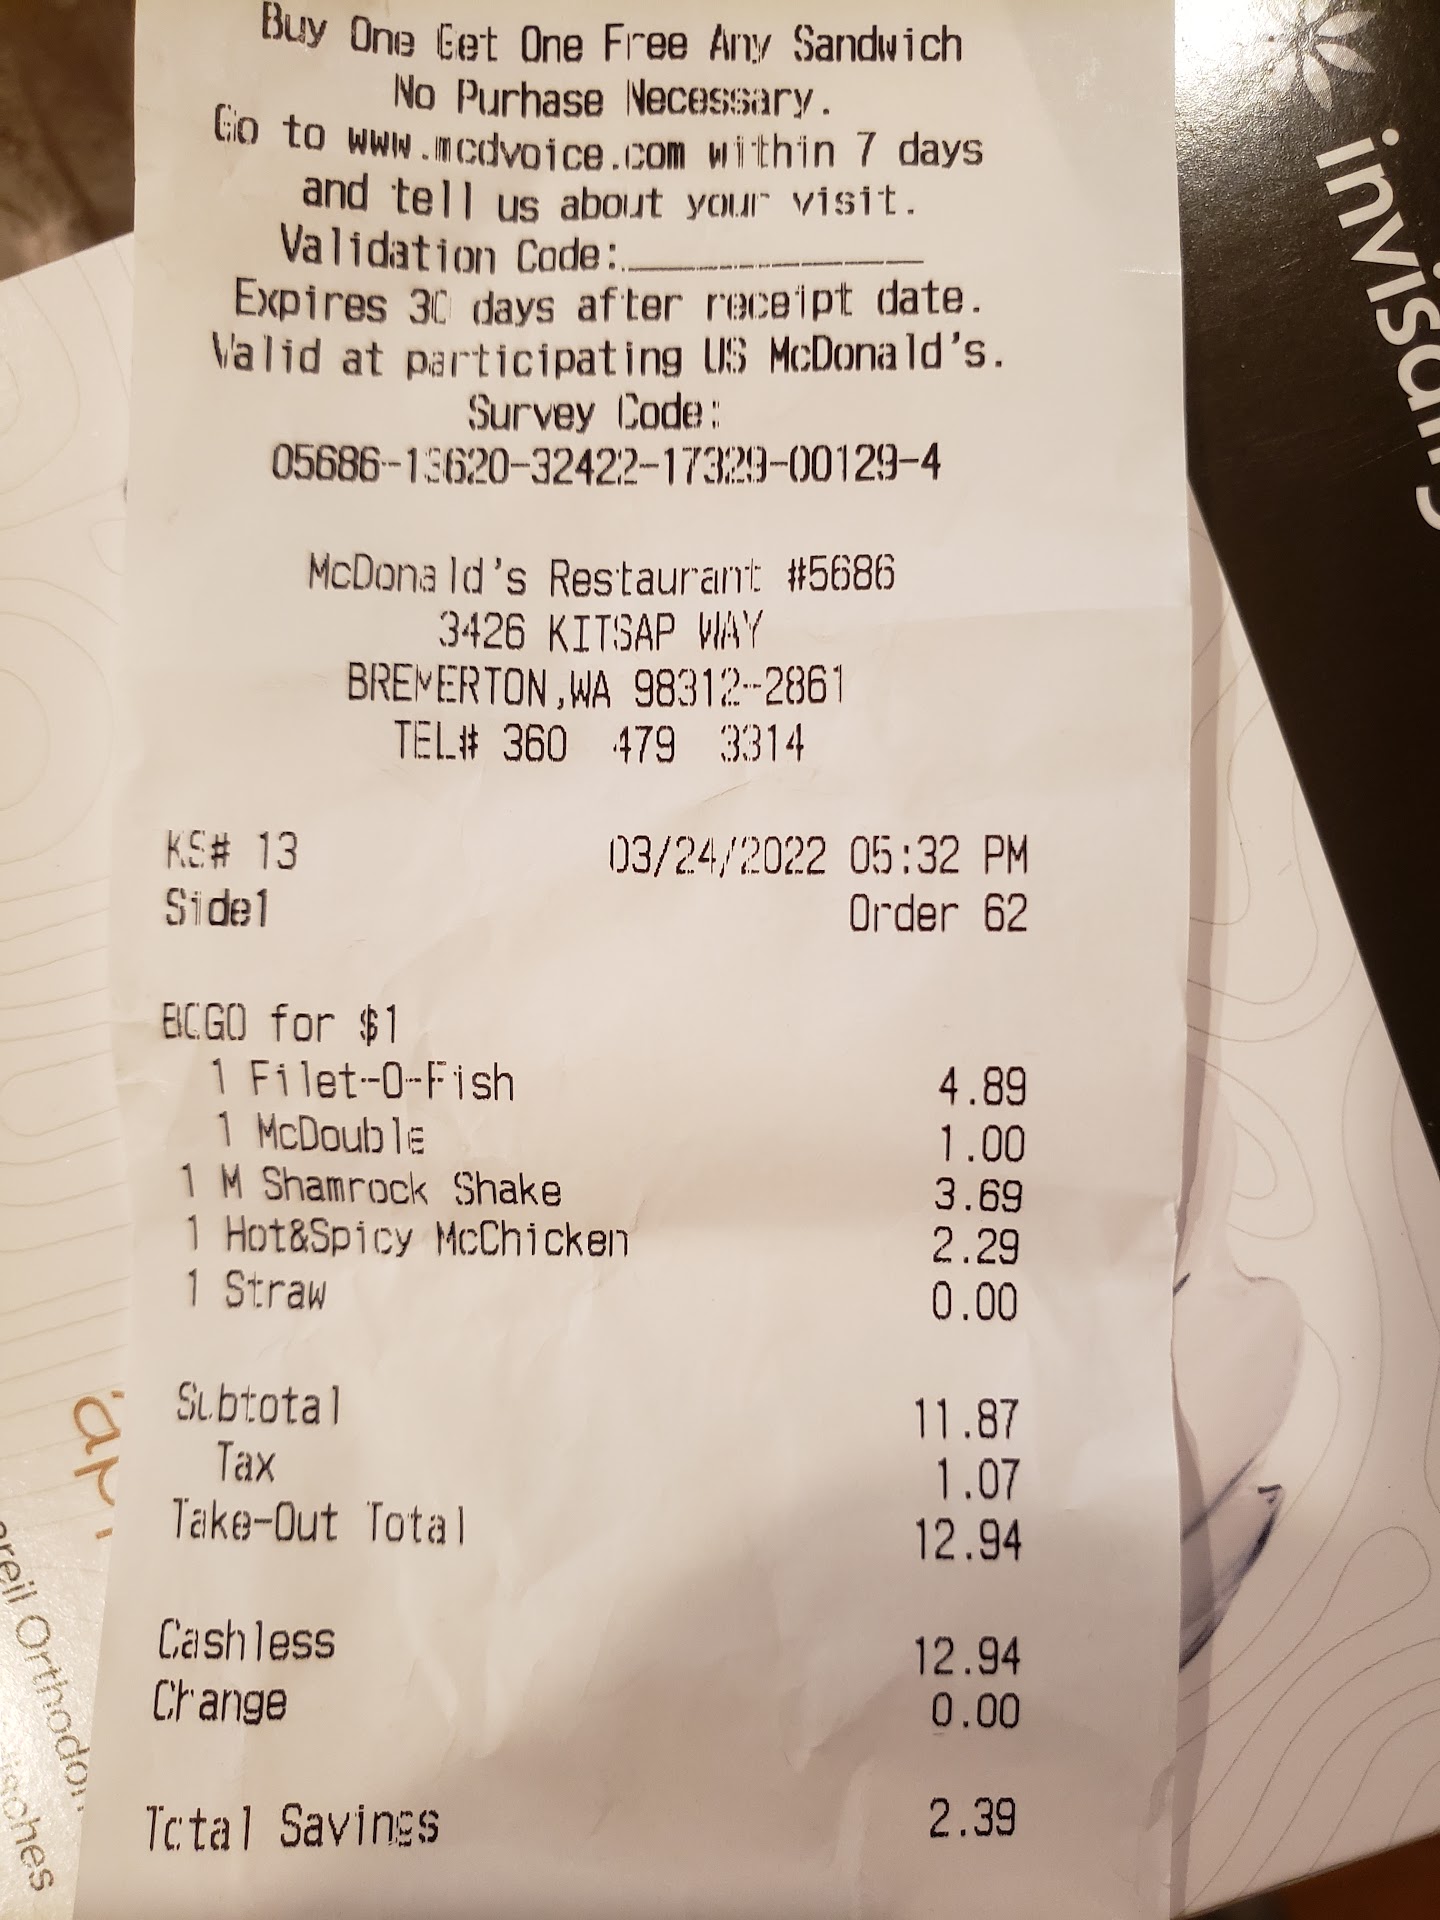 Buy One Get One Free Any Sandwich
No Purhase Necessary.
Go to www.mcdvoice.com within 7 days
and tell us about your visit.
Validation Code:
Expires 30 days after receipt date.
Valid at participating US McDonald's.
Survey Code:
05686-13620-32422-17329-00129-4
McDonald's Restaurant #5686
3426 KITSAP WAY
BREMERTON,WA 98312-2861
TEL# 360 479 3314
KS# 13 03/24/2022 05:32 PM
Side1 Order 62
BOGO for $1
1 Filet-O-Fish 4.89
1 McDouble 1.00
1 M Shamrock Shake 3.69
1 Hot&Spicy McChicken 2.29
1 Straw 0.00
Subtotal 11.87
Tax 1.07
Take-Out Total 12.94
Cashless 12.94
Change 0.00
Total Savings 2.39